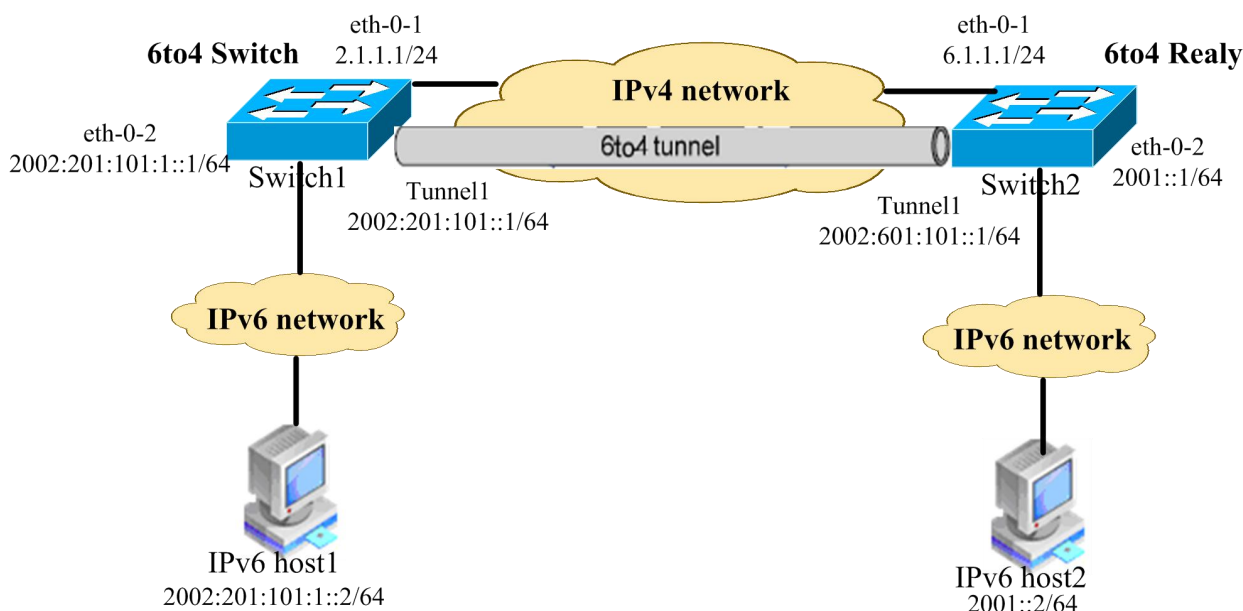 eth-0-1
2.1.1.1/24
6to4 Switch
eth-0-1
6.1.1.1/24
6to4 Realy
IPv4 network
6to4 tunnel
eth-0-2
2002:201:101:1::1/64
Switch1
Tunnel1
2002:201:101::1/64
Tunnel1
2002:601:101::1/64
Switch2
eth-0-2
2001::1/64
IPv6 network
IPv6 network
IPv6 host1
2002:201:101:1::2/64
IPv6 host2
2001::2/64